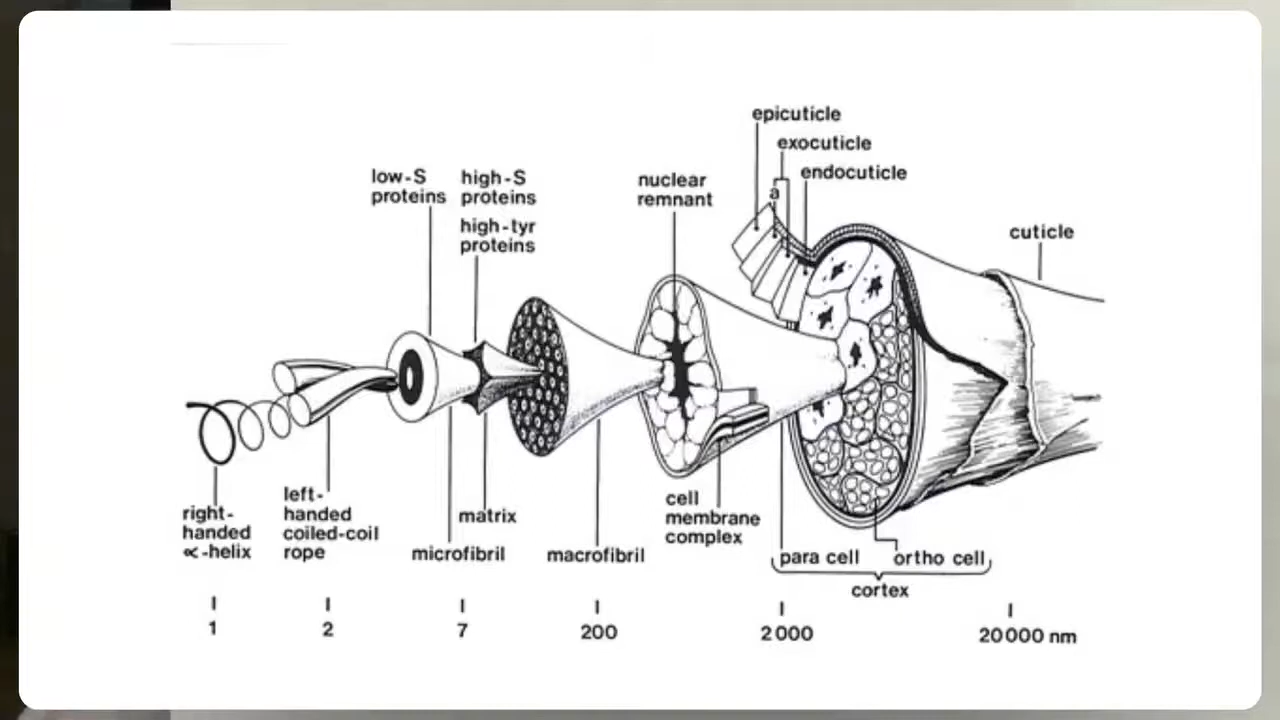 epicuticle
exocuticle
endocuticle
a
low-S
proteins
high-S
proteins
high-tyr
proteins
nuclear
remnant
cuticle
right-
handed
∝-helix
left-
handed
coiled-coil
rope
microfibril
matrix
macrofibril
cell
membrane
complex
para cell
ortho cell
cortex
1
2
7
200
2000
20000 nm